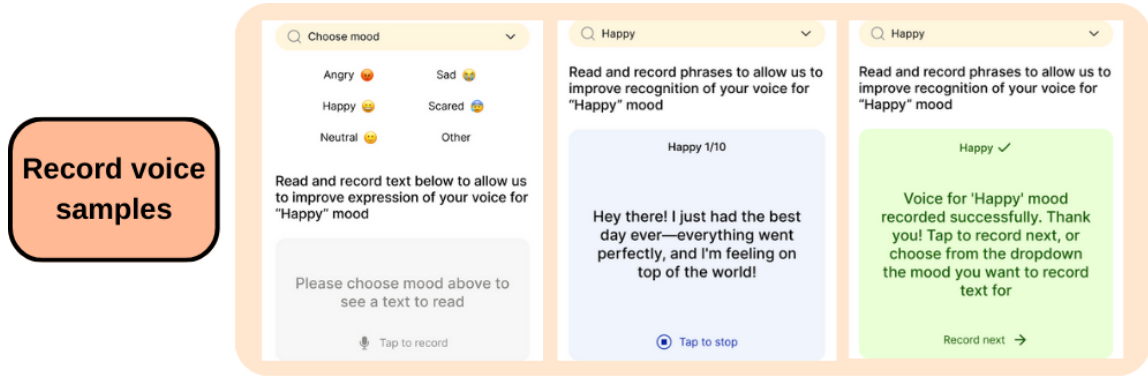 Record voice
samples
Choose mood
Angry 😡 Sad 😭
Happy 😄 Scared 😰
Neutral 🙂 Other
Read and record text below to allow us
to improve expression of your voice for
“Happy” mood
Please choose mood above to
see a text to read
Tap to record
Happy
Read and record phrases to allow us to
improve recognition of your voice for
“Happy” mood
Happy 1/10
Hey there! I just had the best
day ever—everything went
perfectly, and I'm feeling on
top of the world!
Tap to stop
Happy
Read and record phrases to allow us to
improve recognition of your voice for
“Happy” mood
Happy ✓
Voice for 'Happy' mood
recorded successfully. Thank
you! Tap to record next, or
choose from the dropdown
the mood you want to record
text for
Record next →